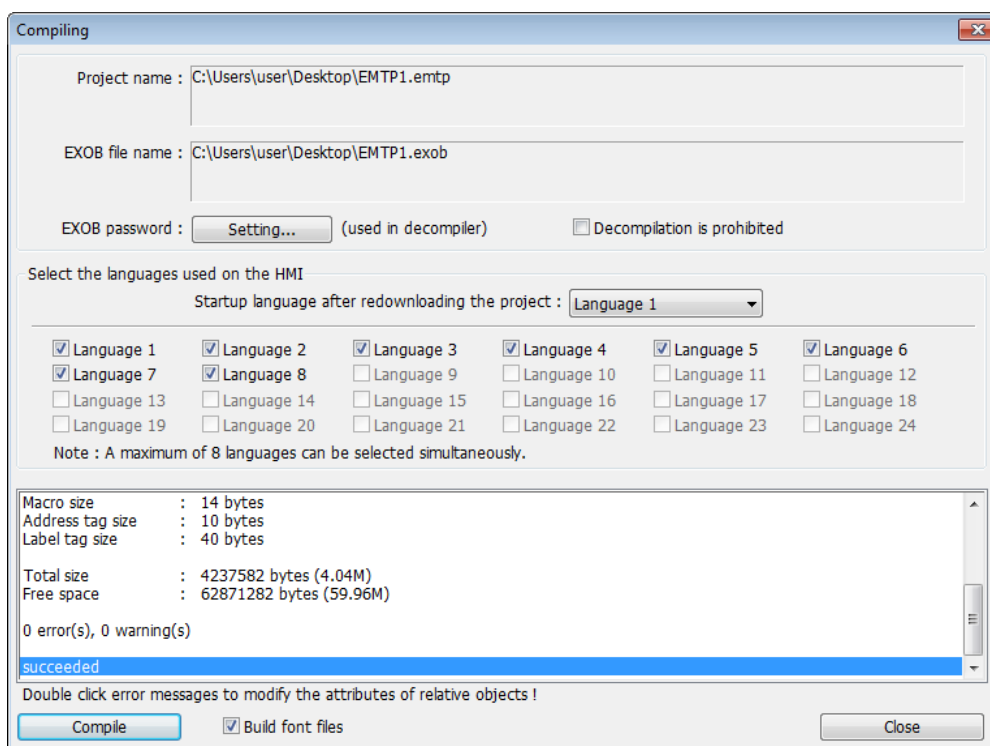 Compiling
Project name : C:\Users\user\Desktop\EMTP1.emtp
EXOB file name : C:\Users\user\Desktop\EMTP1.exob
EXOB password : Setting... (used in decompiler) Decompilation is prohibited
Select the languages used on the HMI
Startup language after redownloading the project : Language 1
Language 1 Language 2 Language 3 Language 4 Language 5 Language 6
Language 7 Language 8 Language 9 Language 10 Language 11 Language 12
Language 13 Language 14 Language 15 Language 16 Language 17 Language 18
Language 19 Language 20 Language 21 Language 22 Language 23 Language 24
Note : A maximum of 8 languages can be selected simultaneously.
Macro size : 14 bytes
Address tag size : 10 bytes
Label tag size : 40 bytes
Total size : 4237582 bytes (4.04M)
Free space : 62871282 bytes (59.96M)
0 error(s), 0 warning(s)
succeeded
Double click error messages to modify the attributes of relative objects !
Compile Build font files Close